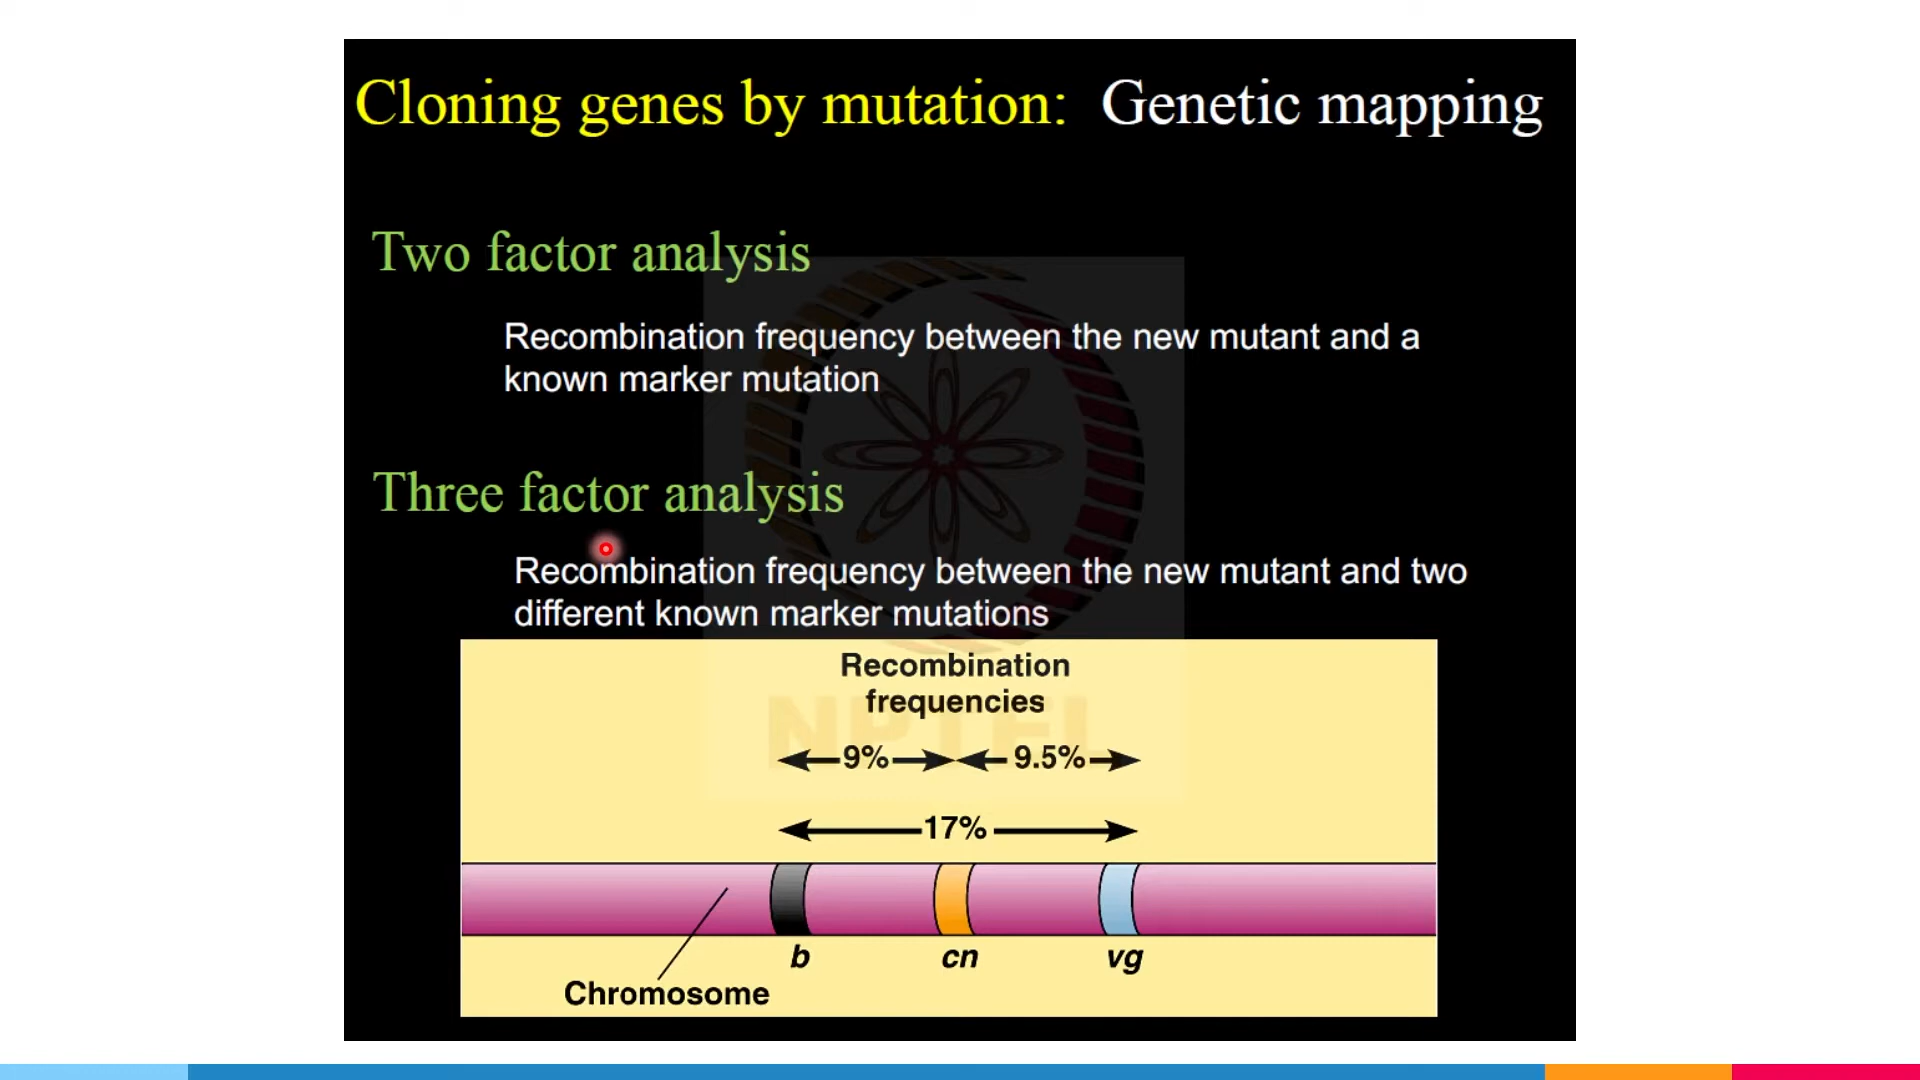 Cloning genes by mutation: Genetic mapping
Two factor analysis
Recombination frequency between the new mutant and a
known marker mutation
Three factor analysis
Recombination frequency between the new mutant and two
different known marker mutations
NPTEL
Recombination
frequencies
9% 9.5%
17%
b cn vg
Chromosome